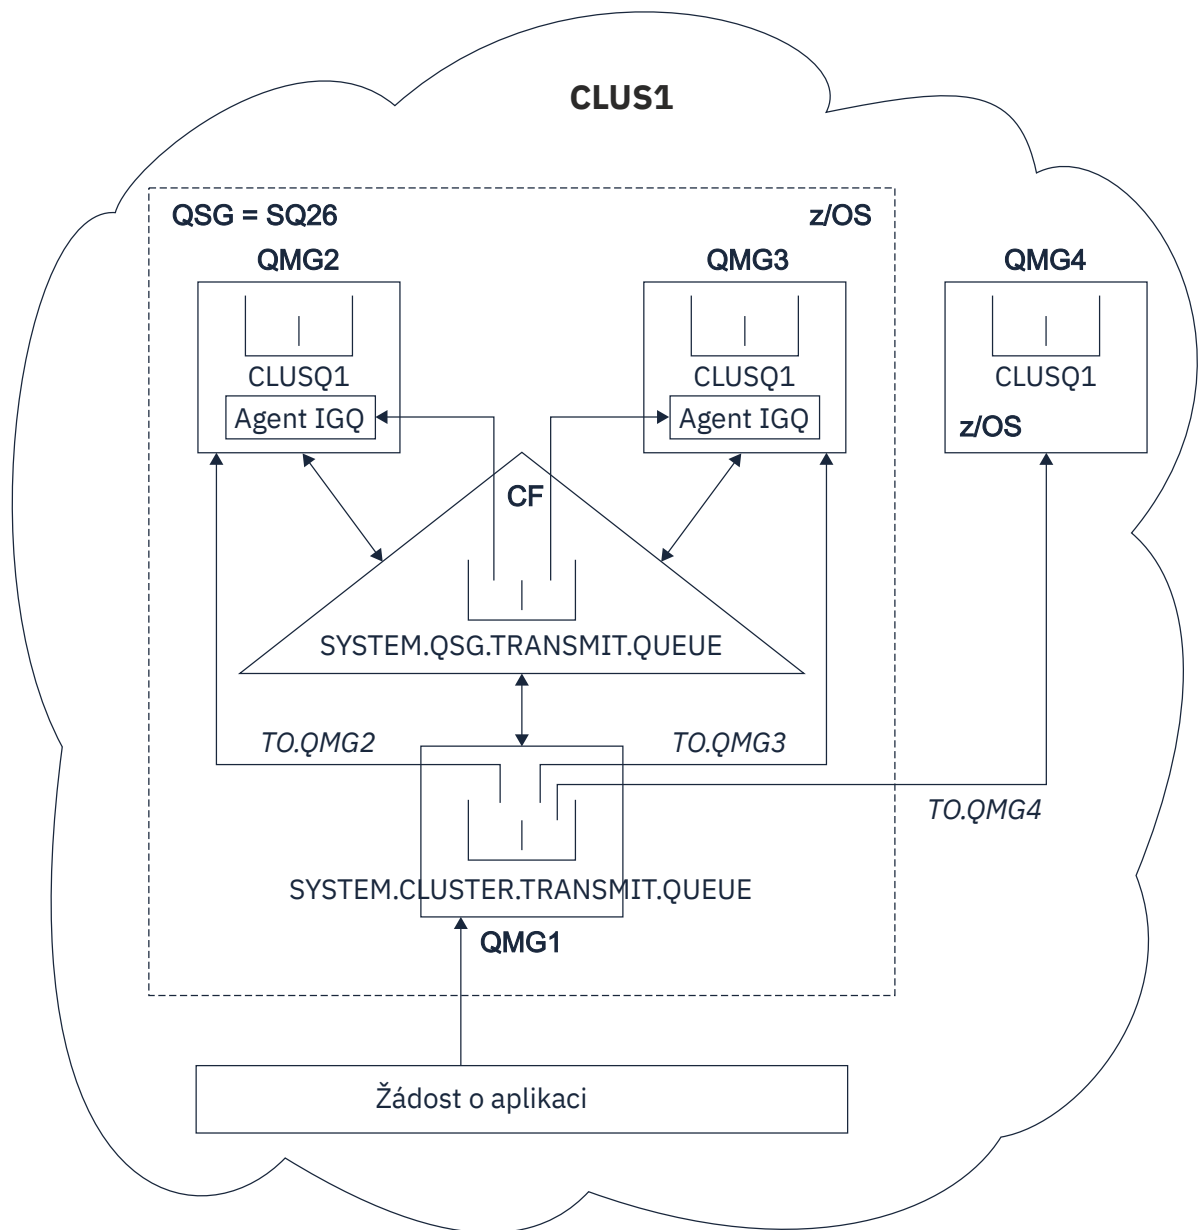 CLUS1
QSG = SQ26
z/OS
QMG2
QMG3
QMG4
CLUSQ1
CLUSQ1
CLUSQ1
Agent IGQ
Agent IGQ
z/OS
CF
SYSTEM.QSG.TRANSMIT.QUEUE
TO.QMG2
TO.QMG3
TO.QMG4
SYSTEM.CLUSTER.TRANSMIT.QUEUE
QMG1
Žádost o aplikaci